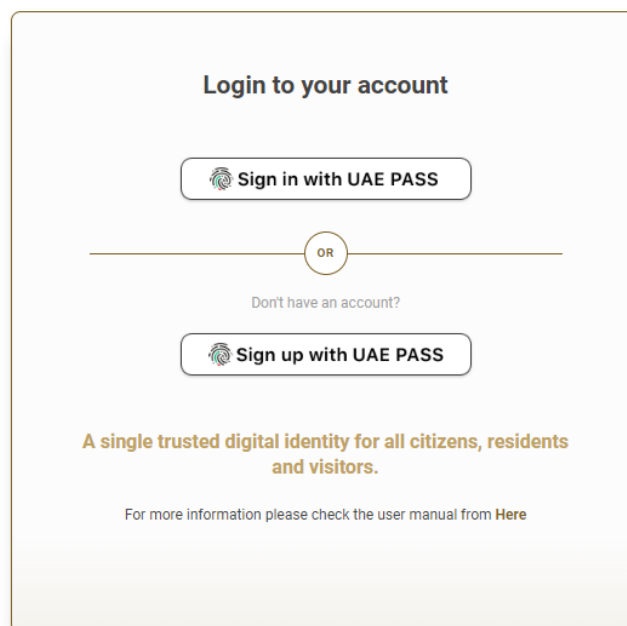 Login to your account
Sign in with UAE PASS
OR
Don't have an account?
Sign up with UAE PASS
A single trusted digital identity for all citizens, residents
and visitors.
For more information please check the user manual from Here